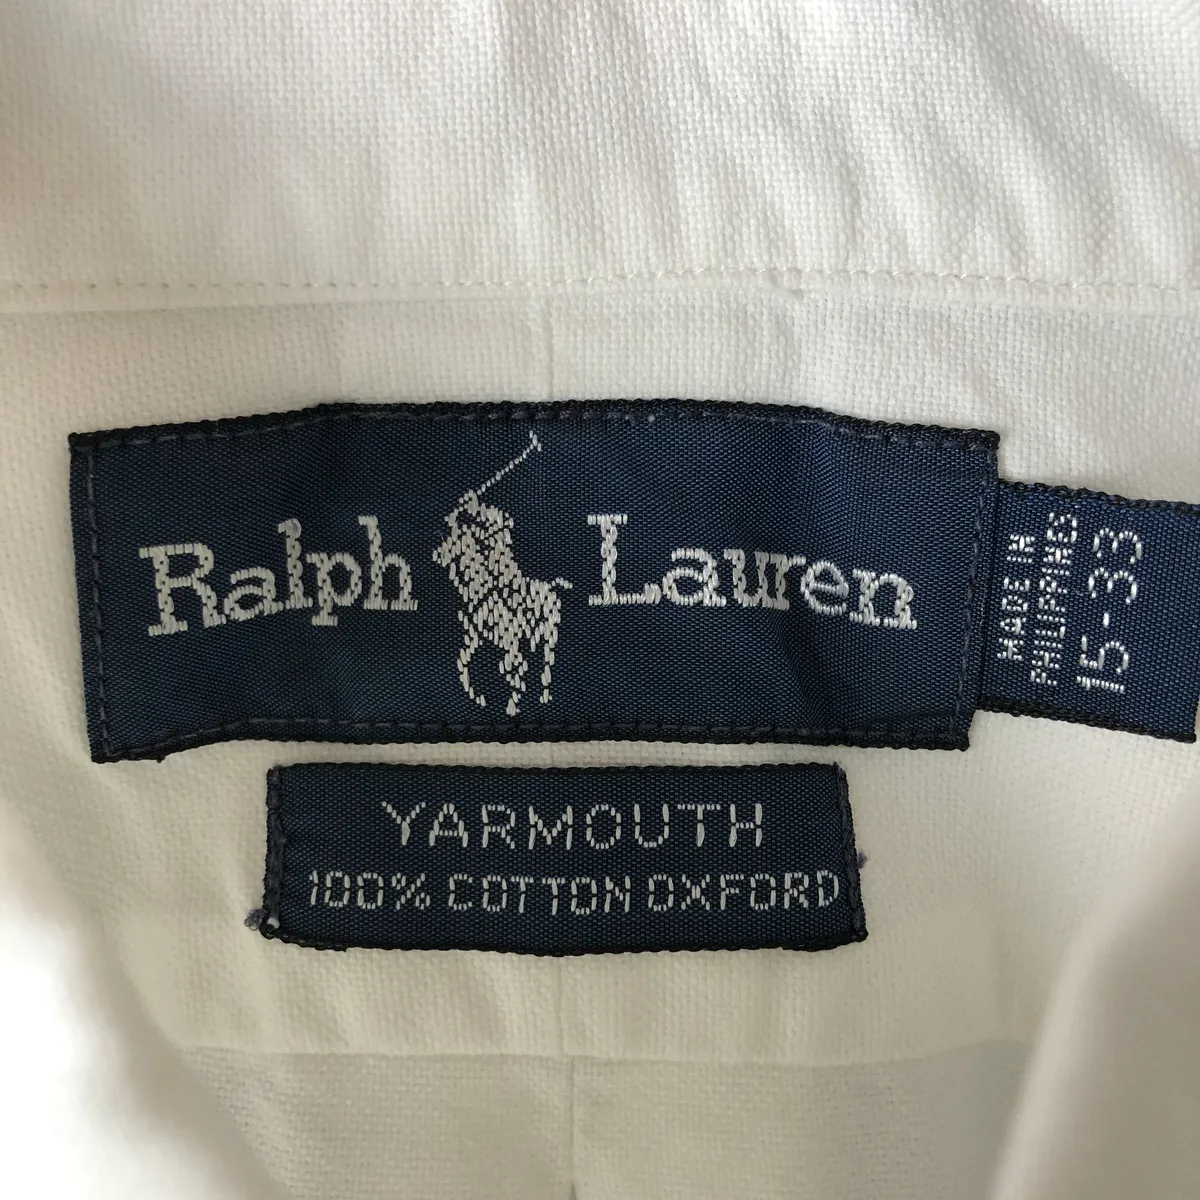 Ralph Lauren
MADE IN
PHILIPPINES
15-33
YARMOUTH
100% COTTON OXFORD